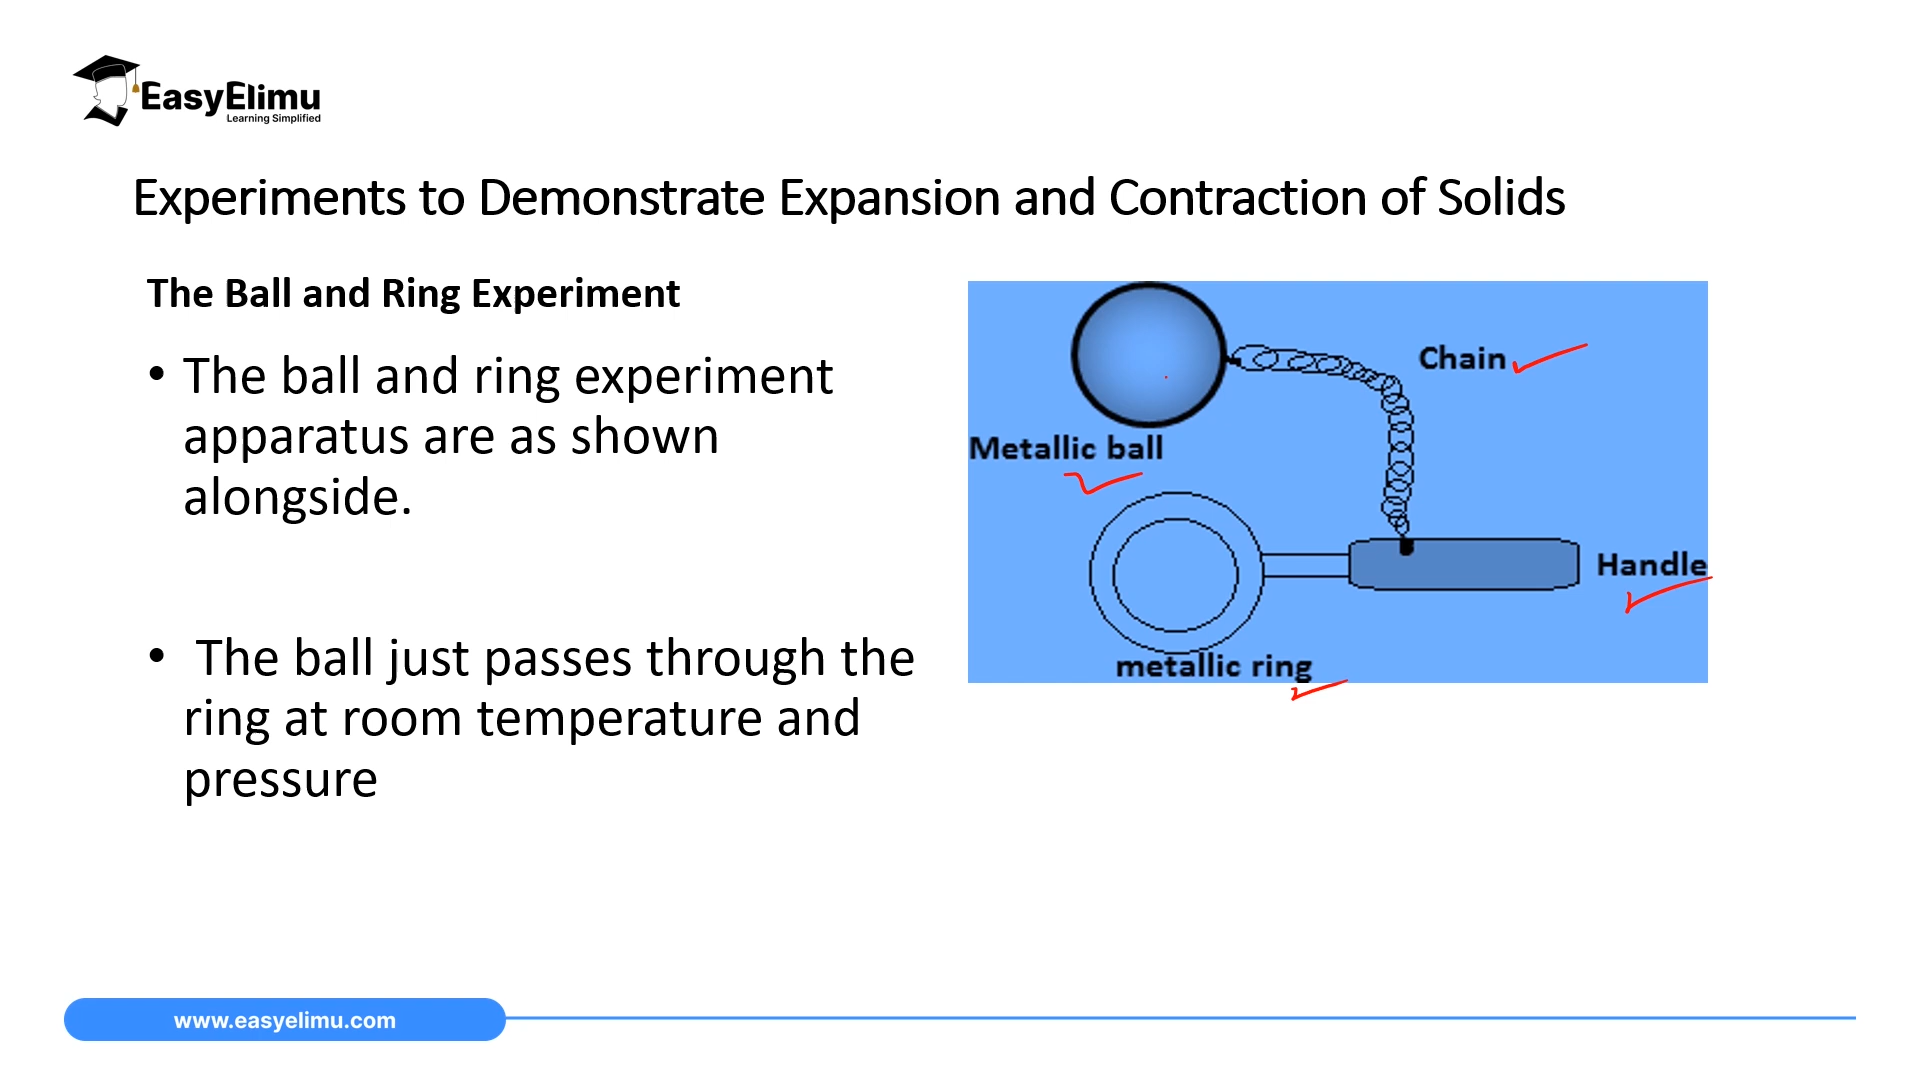 EasyElimu
Learning Simplified
Experiments to Demonstrate Expansion and Contraction of Solids
The Ball and Ring Experiment
• The ball and ring experiment
apparatus are as shown
alongside.
• The ball just passes through the
ring at room temperature and
pressure
Chain
Metallic ball
Handle
metallic ring
www.easyelimu.com